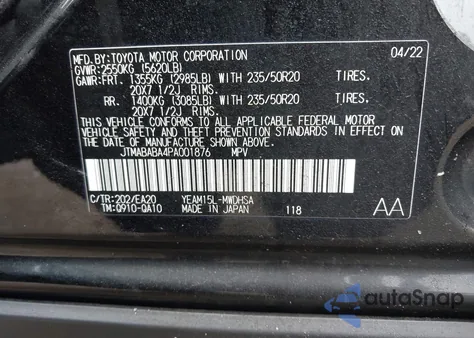 MFD. BY:TOYOTA MOTOR CORPORATION 04/22
GVWR:2550KG (5620LB)
GAWR:FRT. 1355KG (2985LB) WITH 235/50R20 TIRES,
20X7 1/2J RIMS.
RR. 1400KG (3085LB) WITH 235/50R20 TIRES,
20X7 1/2J RIMS.
THIS VEHICLE CONFORMS TO ALL APPLICABLE FEDERAL MOTOR
VEHICLE SAFETY AND THEFT PREVENTION STANDARDS IN EFFECT ON THE
DATE OF MANUFACTURE SHOWN ABOVE.
JTMABABA4PA001876 MPV
C/TR:202/EA20 YEAM15L-MWDHSA
TM:Q910-QA10 MADE IN JAPAN 118 AA
autoSnap